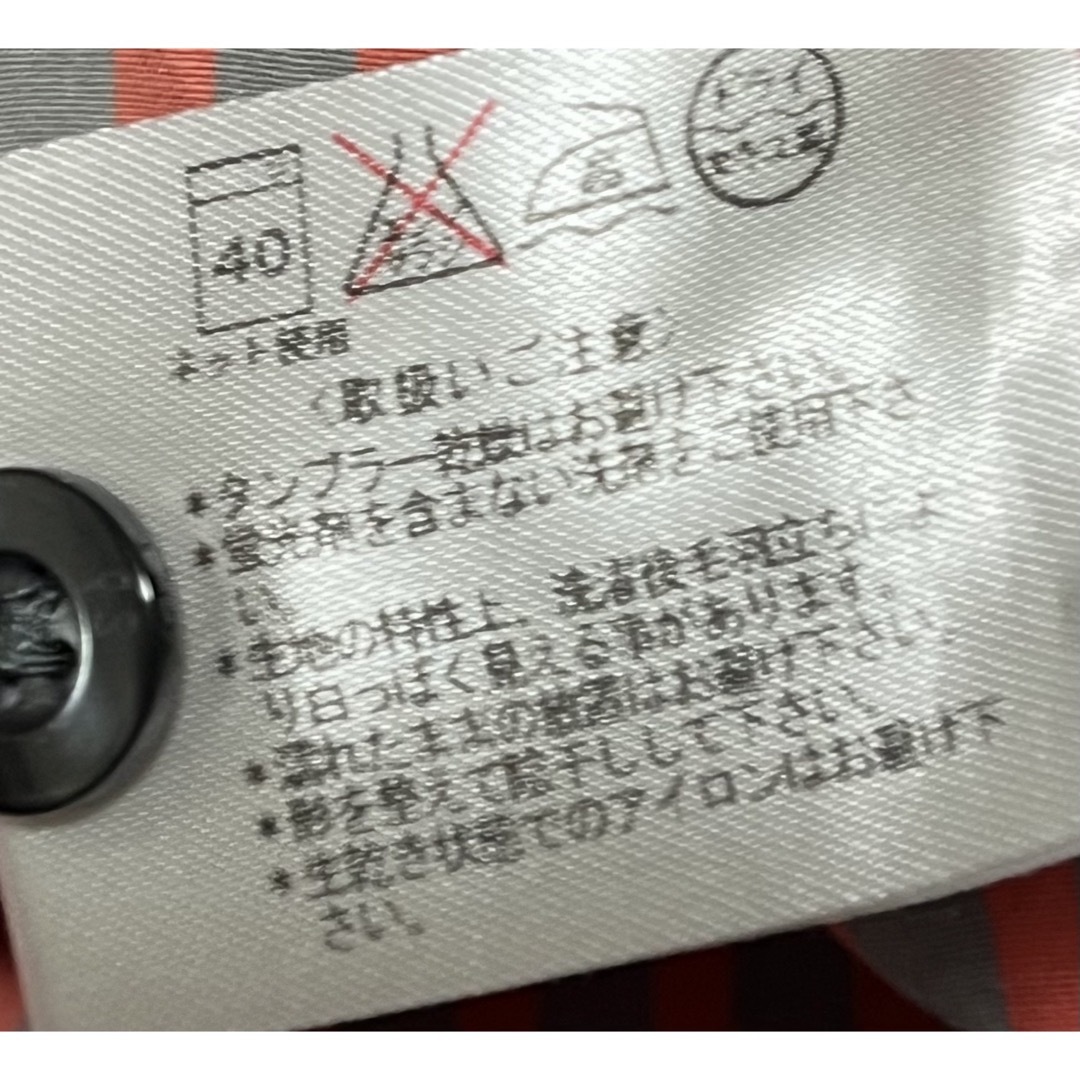 40
ネット使用
ドライ
セキユ系
〈取扱いご注意〉
*タンブラー乾燥はお避け下さい。
*蛍光剤を含まない洗剤をご使用下さ
い。
*生地の特性上、洗濯後毛羽立ちによ
り白っぽく見える事があります。
*濡れたままの放置はお避け下さい。
*形を整えて陰干しして下さい。
*生乾き状態でのアイロンはお避け下
さい。